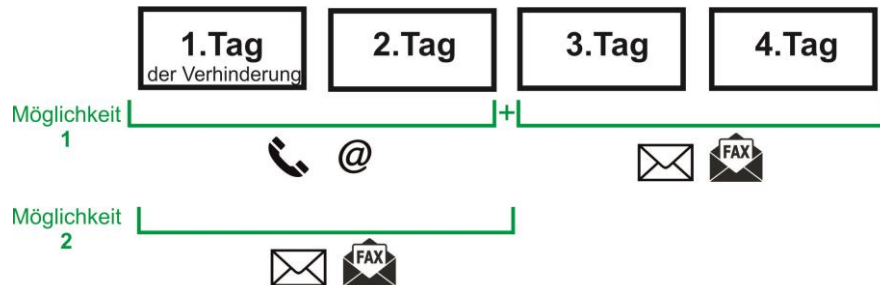 1.Tag
der Verhinderung
2.Tag
3.Tag
4.Tag
Möglichkeit
1
+
@
FAX
Möglichkeit
2
FAX